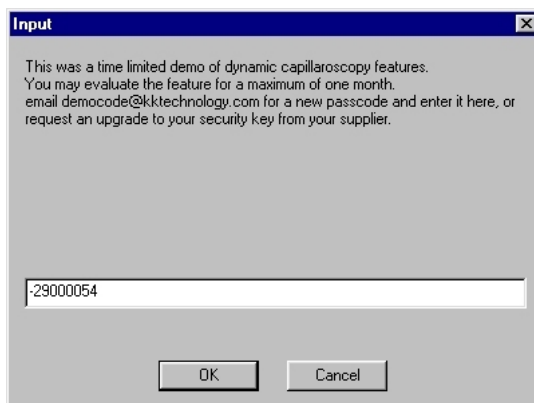 Input
This was a time limited demo of dynamic capillaroscopy features.
You may evaluate the feature for a maximum of one month.
email democode@kktechnology.com for a new passcode and enter it here, or
request an upgrade to your security key from your supplier.
-29000054
OK Cancel